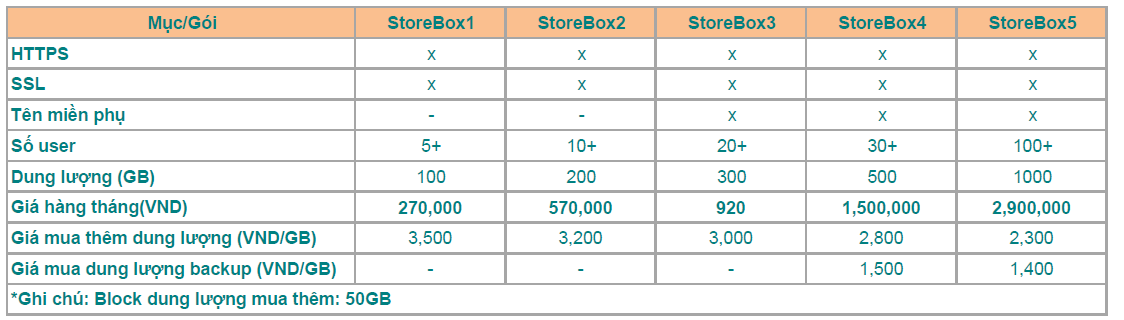 Mục/Gói StoreBox1 StoreBox2 StoreBox3 StoreBox4 StoreBox5
HTTPS x x x x x
SSL x x x x x
Tên miền phụ - - x x x
Số user 5+ 10+ 20+ 30+ 100+
Dung lượng (GB) 100 200 300 500 1000
Giá hàng tháng(VND) 270,000 570,000 920 1,500,000 2,900,000
Giá mua thêm dung lượng (VND/GB) 3,500 3,200 3,000 2,800 2,300
Giá mua dung lượng backup (VND/GB) - - - 1,500 1,400
*Ghi chú: Block dung lượng mua thêm: 50GB